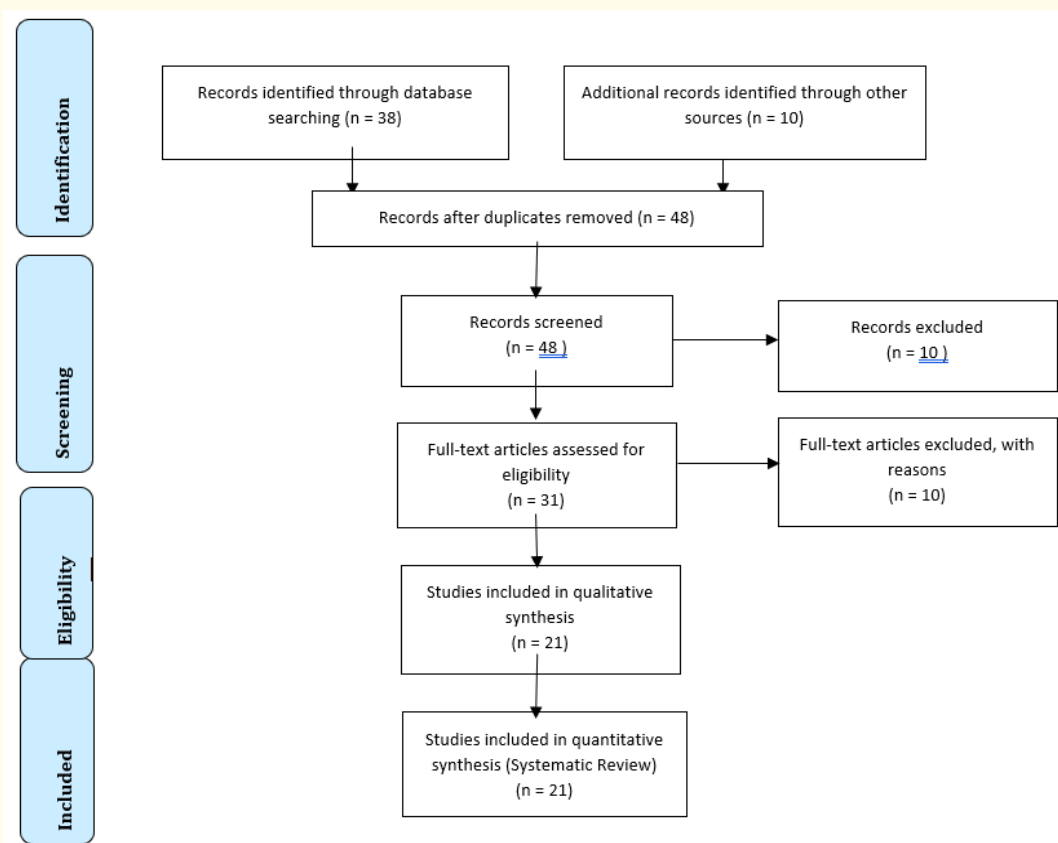 Identification
Records identified through database
searching (n = 38)
Additional records identified through other
sources (n = 10)
Records after duplicates removed (n = 48)
Screening
Records screened
(n = 48 )
Records excluded
(n = 10 )
Full-text articles assessed for
eligibility
(n = 31)
Full-text articles excluded, with
reasons
(n = 10)
Eligibility
Studies included in qualitative
synthesis
(n = 21)
Included
Studies included in quantitative
synthesis (Systematic Review)
(n = 21)